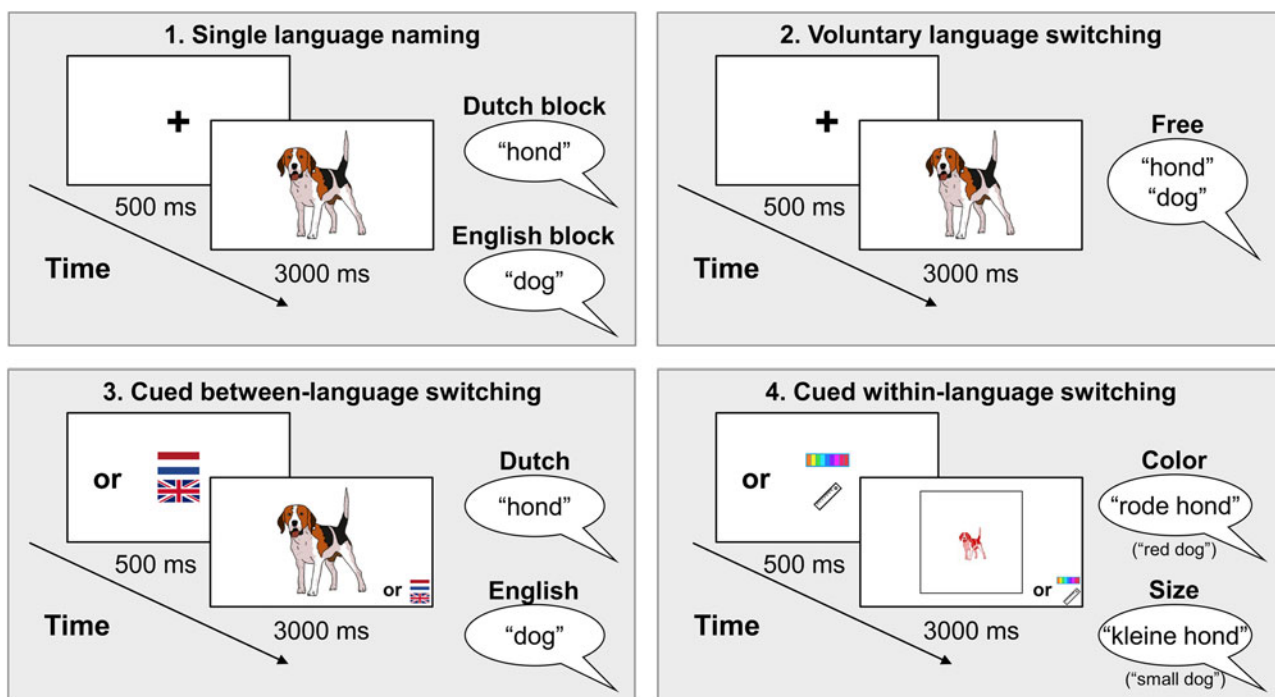 1. Single language naming
+
500 ms
3000 ms
Time
Dutch block
“hond”
English block
“dog”
2. Voluntary language switching
+
500 ms
3000 ms
Time
Free
“hond”
“dog”
3. Cued between-language switching
or
500 ms
or
3000 ms
Time
Dutch
“hond”
English
“dog”
4. Cued within-language switching
or
500 ms
or
3000 ms
Time
Color
“rode hond”
(“red dog”)
Size
“kleine hond”
(“small dog”)